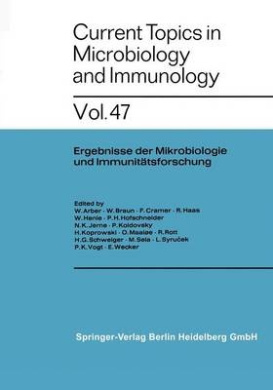 Current Topics in
Microbiology
and Immunology
Vol. 47
Ergebnisse der Mikrobiologie
und Immunitätsforschung
Edited by
W. Arber · W. Braun · F. Cramer · R. Haas
W. Henle · P. H. Hofschneider
N. K. Jerne · P. Koldovsky
H. Koprowski · O. Maaløe · R. Rott
H. G. Schweiger · M. Sela · L. Syruček
P. K. Vogt · E. Wecker
Springer-Verlag Berlin Heidelberg GmbH